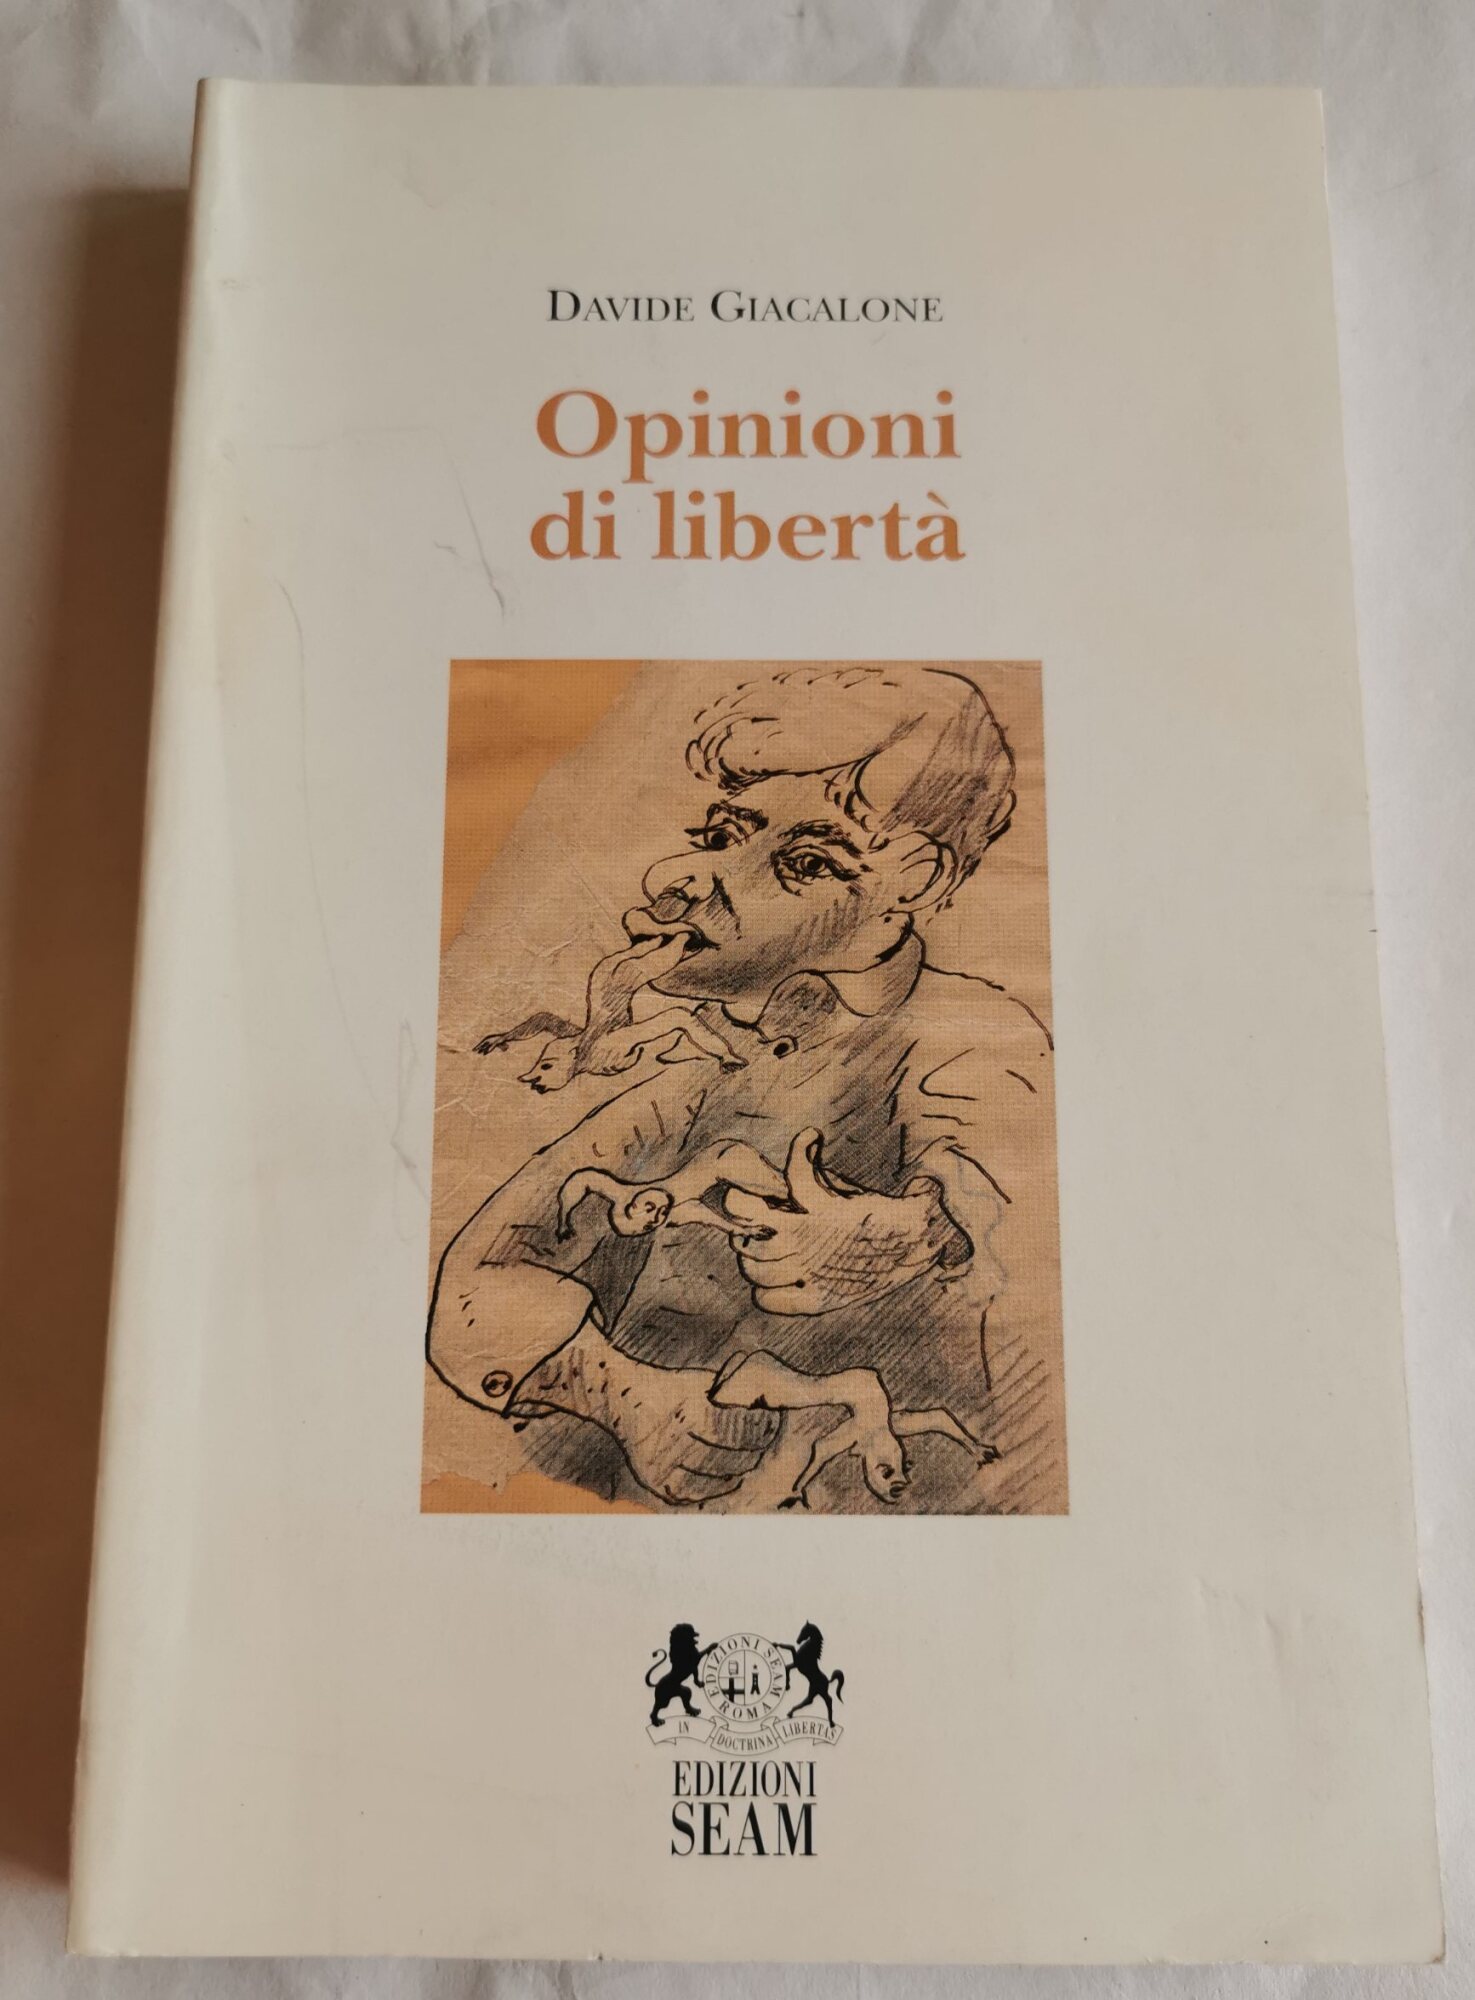 DAVIDE GIACALONE
Opinioni
di libertà
EDIZIONI SEAM
ROMA
IN DOCTRINA LIBERTAS
EDIZIONI
SEAM